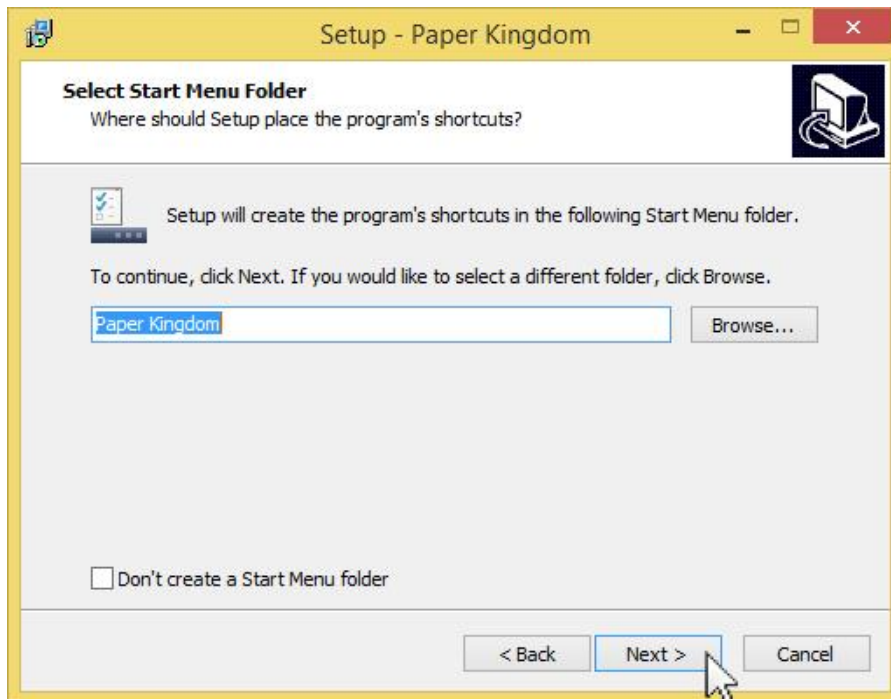 Setup - Paper Kingdom
Select Start Menu Folder
Where should Setup place the program's shortcuts?
Setup will create the program's shortcuts in the following Start Menu folder.
To continue, click Next. If you would like to select a different folder, click Browse.
Paper Kingdom
Browse...
Don't create a Start Menu folder
< Back
Next >
Cancel